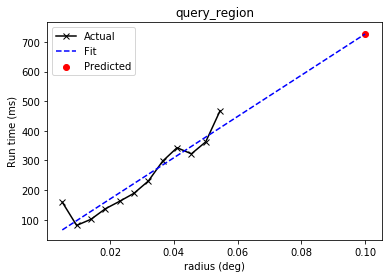 query_region
Actual
Fit
Predicted
Run time (ms)
700
600
500
400
300
200
100
0.02
0.04
0.06
0.08
0.10
radius (deg)